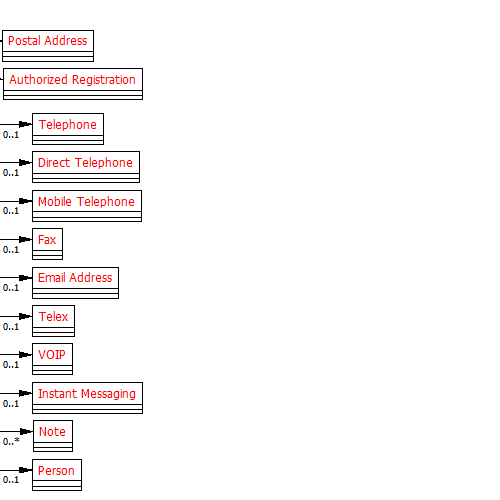 Postal Address
Authorized Registration
Telephone
0..1
Direct Telephone
0..1
Mobile Telephone
0..1
Fax
0..1
Email Address
0..1
Telex
0..1
VOIP
0..1
Instant Messaging
0..1
Note
0..*
Person
0..1